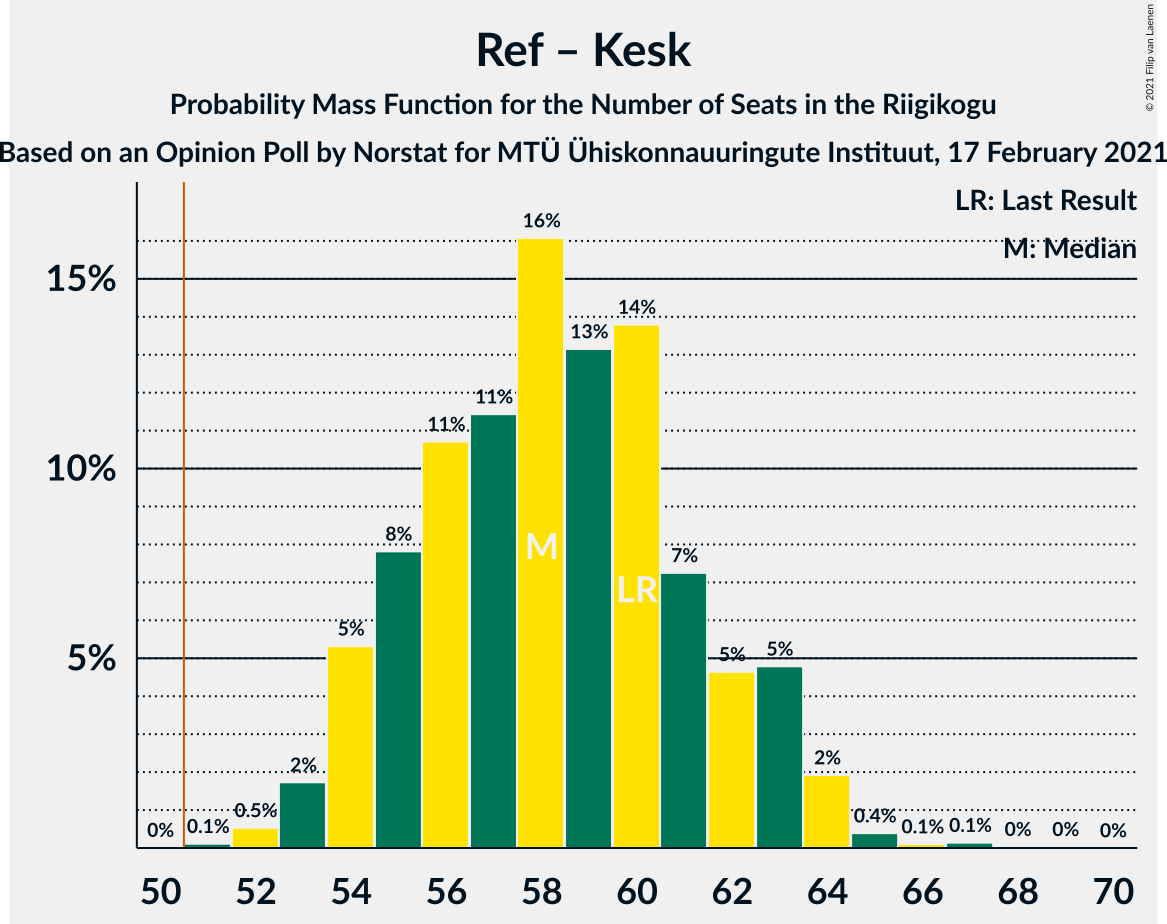 Ref – Kesk
Probability Mass Function for the Number of Seats in the Riigikogu
Based on an Opinion Poll by Norstat for MTÜ Ühiskonnauuringute Instituut, 17 February 2021
© 2021 Filip van Laenen
LR: Last Result
M: Median
15%
10%
5%
0%
0.1%
0.5%
2%
5%
8%
11%
11%
16%
13%
14%
7%
5%
5%
2%
0.4%
0.1%
0.1%
0%
0%
0%
M
LR
50 52 54 56 58 60 62 64 66 68 70